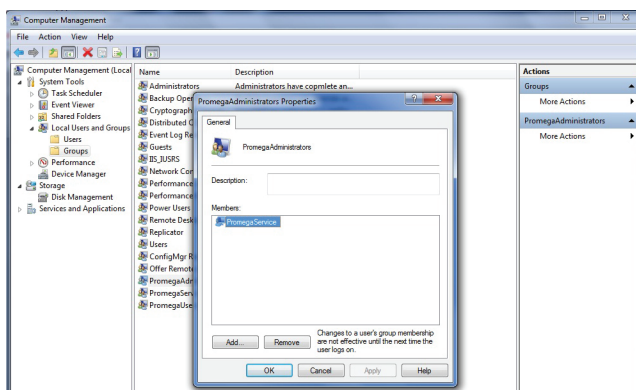 Computer Management
File Action View Help
Computer Management (Local
System Tools
Task Scheduler
Event Viewer
Shared Folders
Local Users and Groups
Users
Groups
Performance
Device Manager
Storage
Disk Management
Services and Applications
Name Description
Administrators Administrators have copmlete an...
Backup Oper
Cryptograph
Distributed C
Event Log Re
Guests
IIS_IUSRS
Network Con
Performance
Performance
Power Users
Remote Desk
Replicator
Users
ConfigMgr R
Offer Remote
PromegaAdm
PromegaServ
PromegaUse
PromegaAdministrators Properties
General
PromegaAdministrators
Description:
Members:
PromegaService
Add... Remove
Changes to a user's group membership
are not effective until the next time the
user logs on.
OK Cancel Apply Help
Actions
Groups
More Actions
PromegaAdministrators
More Actions